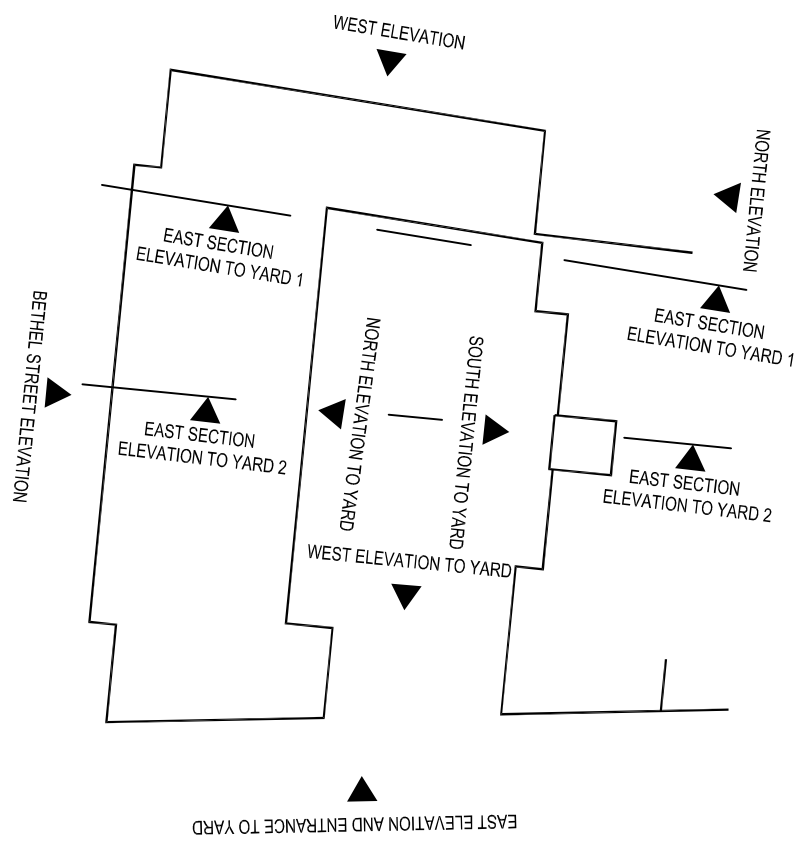 WEST ELEVATION
NORTH ELEVATION
EAST SECTION
ELEVATION TO YARD 1
EAST SECTION
ELEVATION TO YARD 1
BETHEL STREET ELEVATION
NORTH ELEVATION TO YARD
SOUTH ELEVATION TO YARD
EAST SECTION
ELEVATION TO YARD 2
EAST SECTION
ELEVATION TO YARD 2
WEST ELEVATION TO YARD
EAST ELEVATION AND ENTRANCE TO YARD